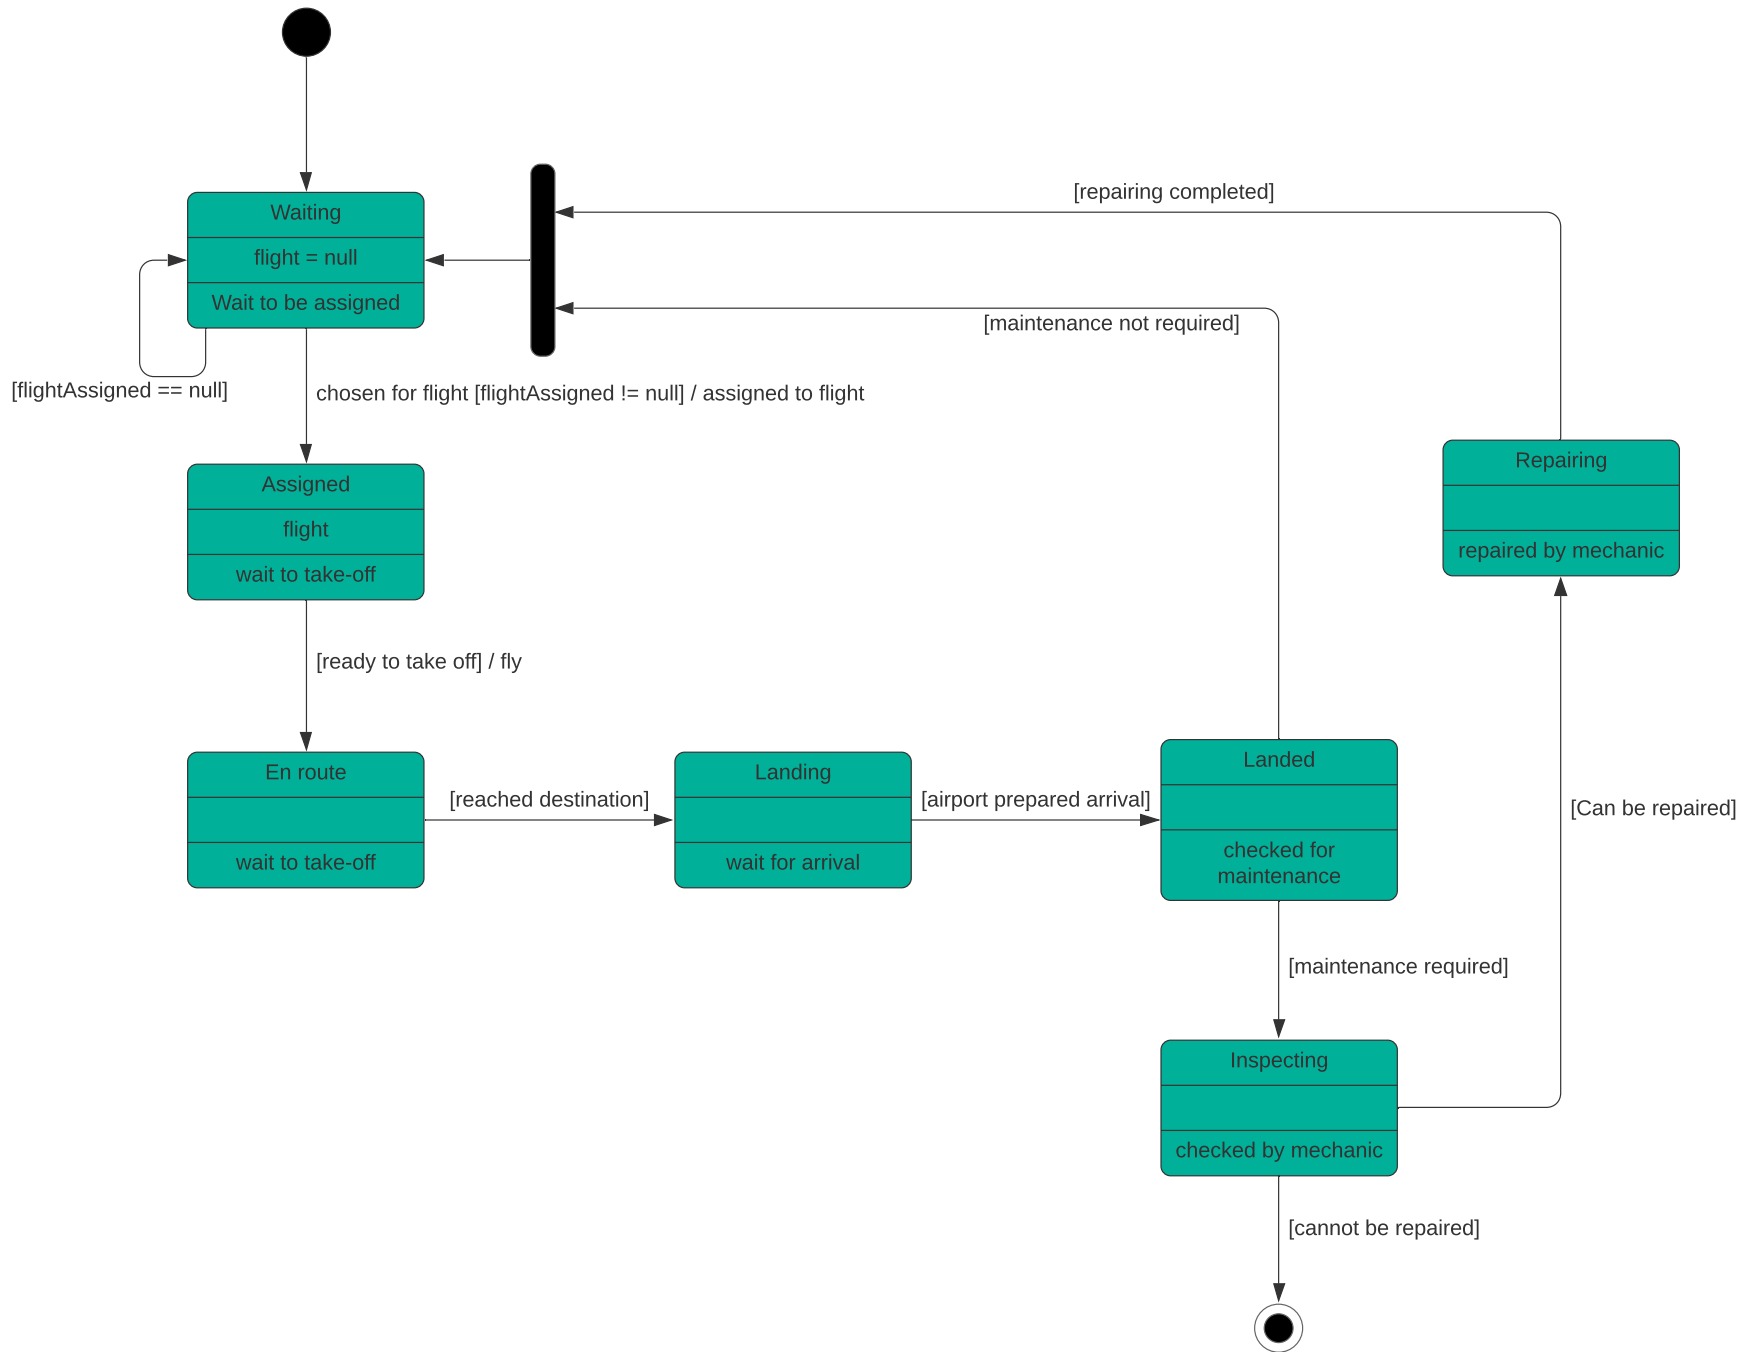 Waiting
flight = null
Wait to be assigned
[flightAssigned == null]
chosen for flight [flightAssigned != null] / assigned to flight
[repairing completed]
[maintenance not required]
Assigned
flight
wait to take-off
Repairing
repaired by mechanic
[ready to take off] / fly
En route
wait to take-off
[reached destination]
Landing
wait for arrival
[airport prepared arrival]
Landed
checked for
maintenance
[Can be repaired]
[maintenance required]
Inspecting
checked by mechanic
[cannot be repaired]